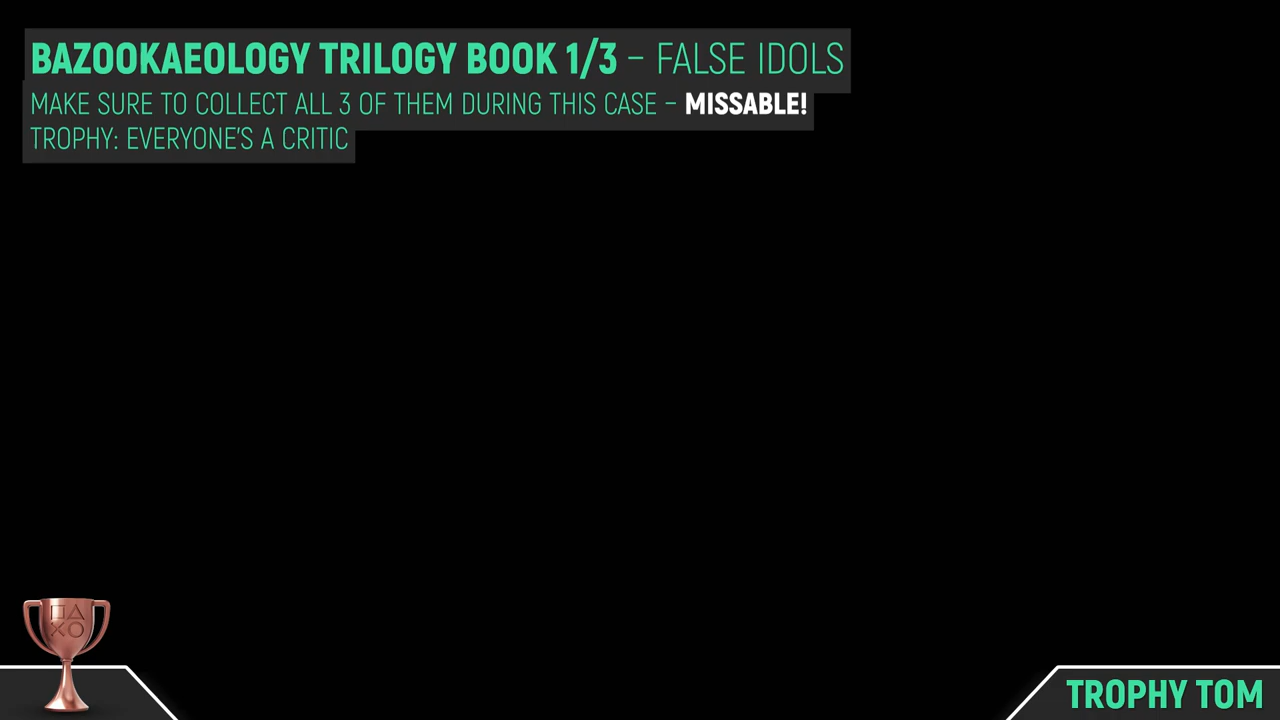 BAZOOKAEOLOGY TRILOGY BOOK 1/3 – FALSE IDOLS
MAKE SURE TO COLLECT ALL 3 OF THEM DURING THIS CASE – MISSABLE!
TROPHY: EVERYONE'S A CRITIC
TROPHY TOM